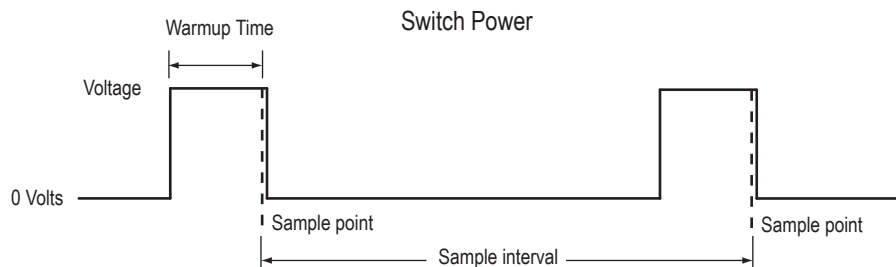 Switch Power
Warmup Time
Voltage
0 Volts
Sample point
Sample point
Sample interval